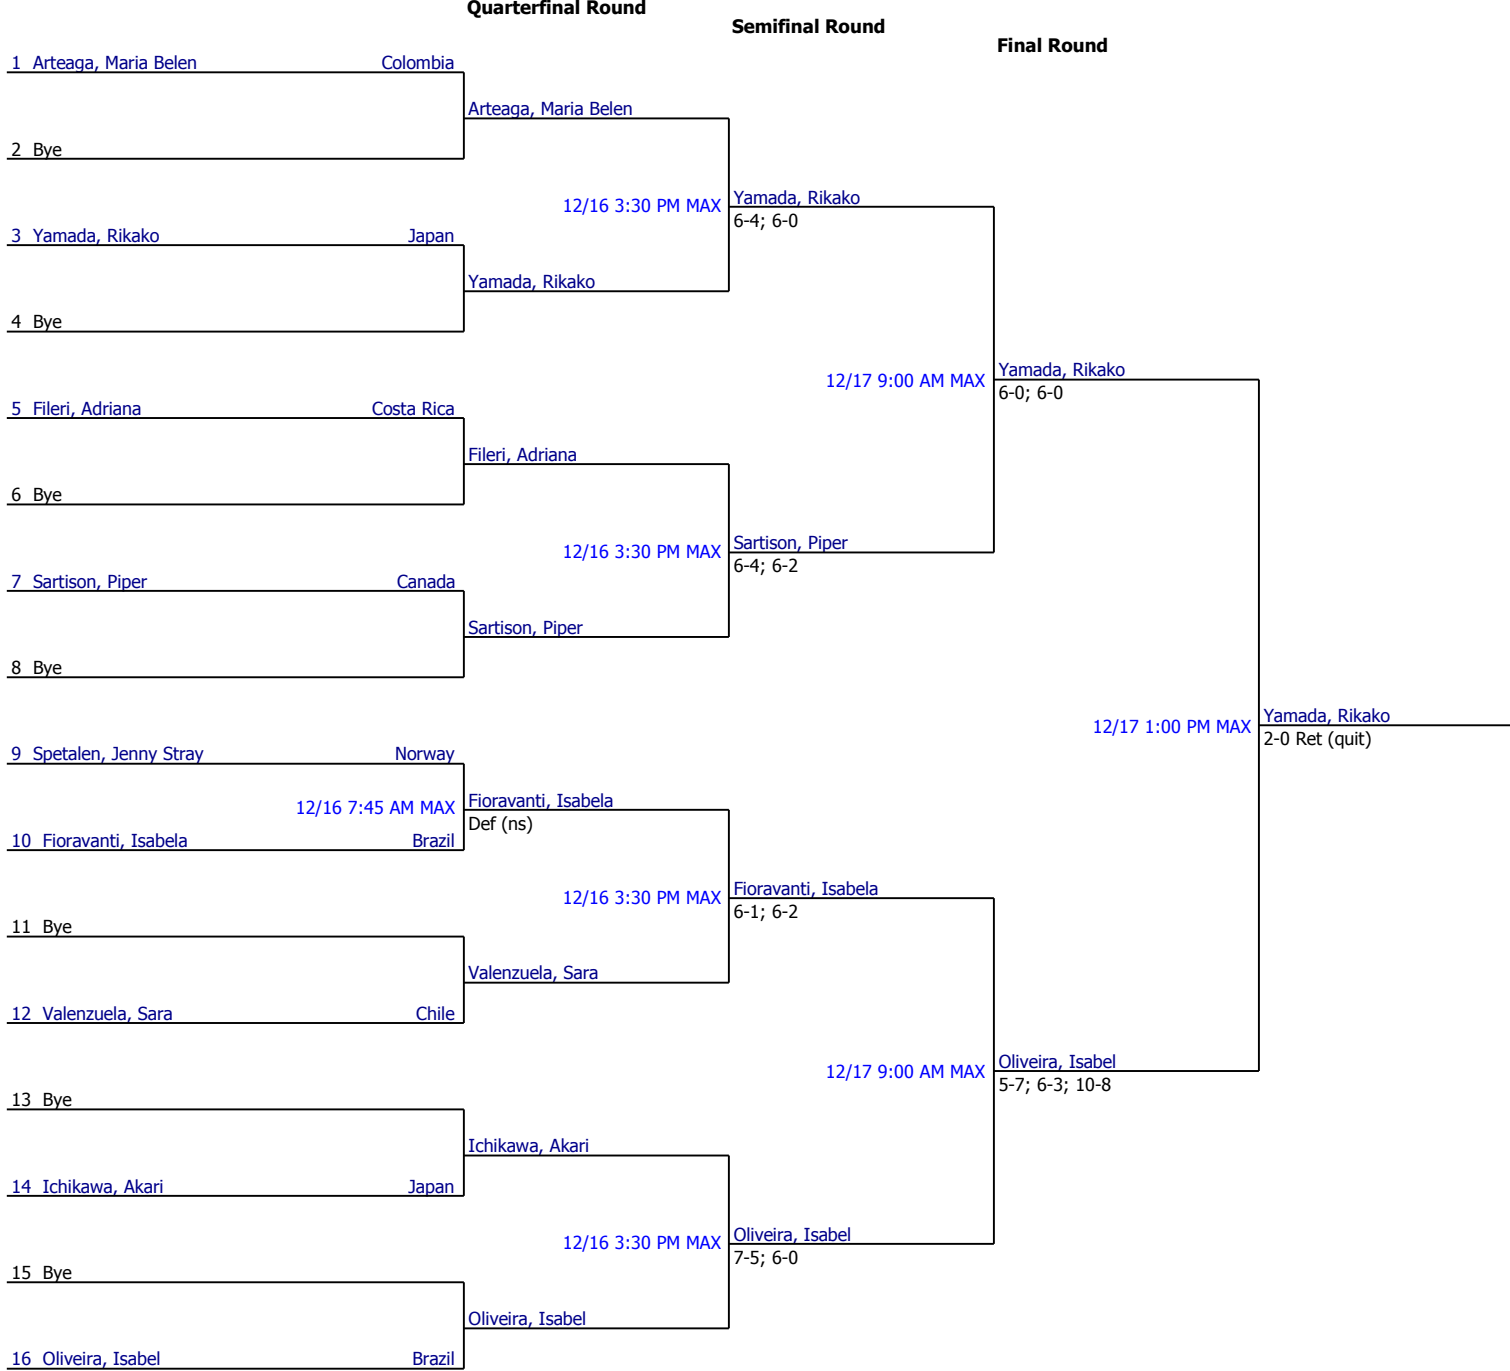 Quarterfinal Round
Semifinal Round
Final Round
1 Arteaga, Maria Belen Colombia
Arteaga, Maria Belen
2 Bye
12/16 3:30 PM MAX Yamada, Rikako
6-4; 6-0
3 Yamada, Rikako Japan
Yamada, Rikako
4 Bye
12/17 9:00 AM MAX Yamada, Rikako
6-0; 6-0
5 Fileri, Adriana Costa Rica
Fileri, Adriana
6 Bye
12/16 3:30 PM MAX Sartison, Piper
6-4; 6-2
7 Sartison, Piper Canada
Sartison, Piper
8 Bye
12/17 1:00 PM MAX Yamada, Rikako
2-0 Ret (quit)
9 Spetalen, Jenny Stray Norway
12/16 7:45 AM MAX Fioravanti, Isabela
Def (ns)
10 Fioravanti, Isabela Brazil
12/16 3:30 PM MAX Fioravanti, Isabela
6-1; 6-2
11 Bye
Valenzuela, Sara
12 Valenzuela, Sara Chile
12/17 9:00 AM MAX Oliveira, Isabel
5-7; 6-3; 10-8
13 Bye
Ichikawa, Akari
14 Ichikawa, Akari Japan
12/16 3:30 PM MAX Oliveira, Isabel
7-5; 6-0
15 Bye
Oliveira, Isabel
16 Oliveira, Isabel Brazil